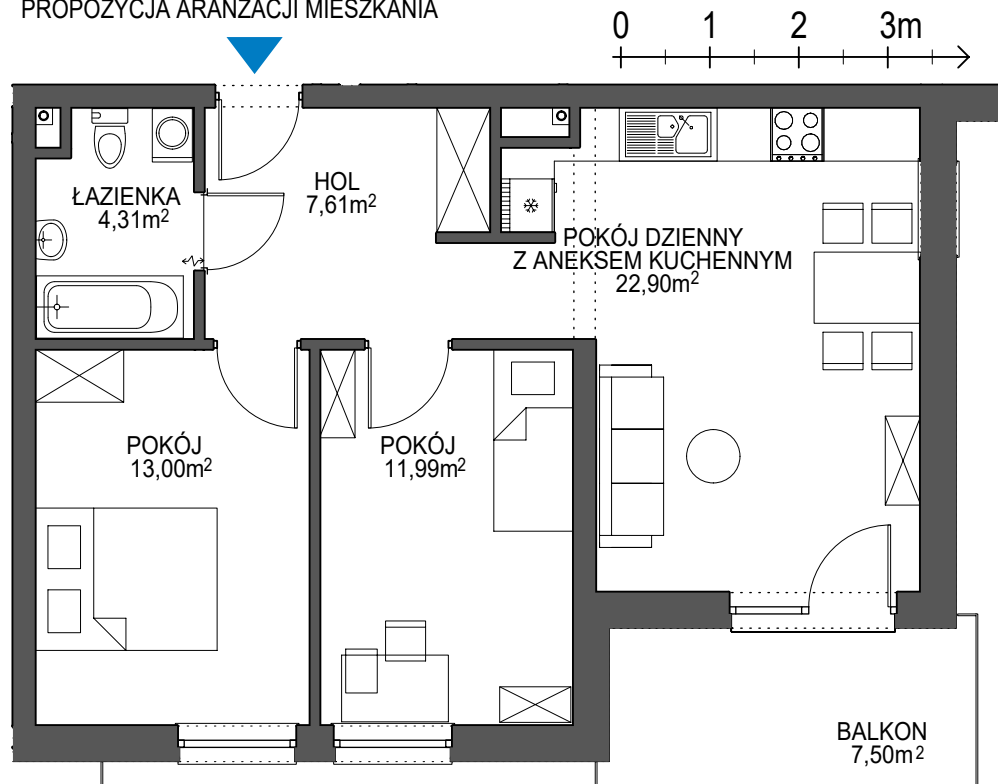 PROPOZYCJA ARANŻACJI MIESZKANIA
0 1 2 3m
ŁAZIENKA
4,31m²
HOL
7,61m²
POKÓJ DZIENNY
Z ANEKSEM KUCHENNYM
22,90m²
POKÓJ
13,00m²
POKÓJ
11,99m²
BALKON
7,50m²